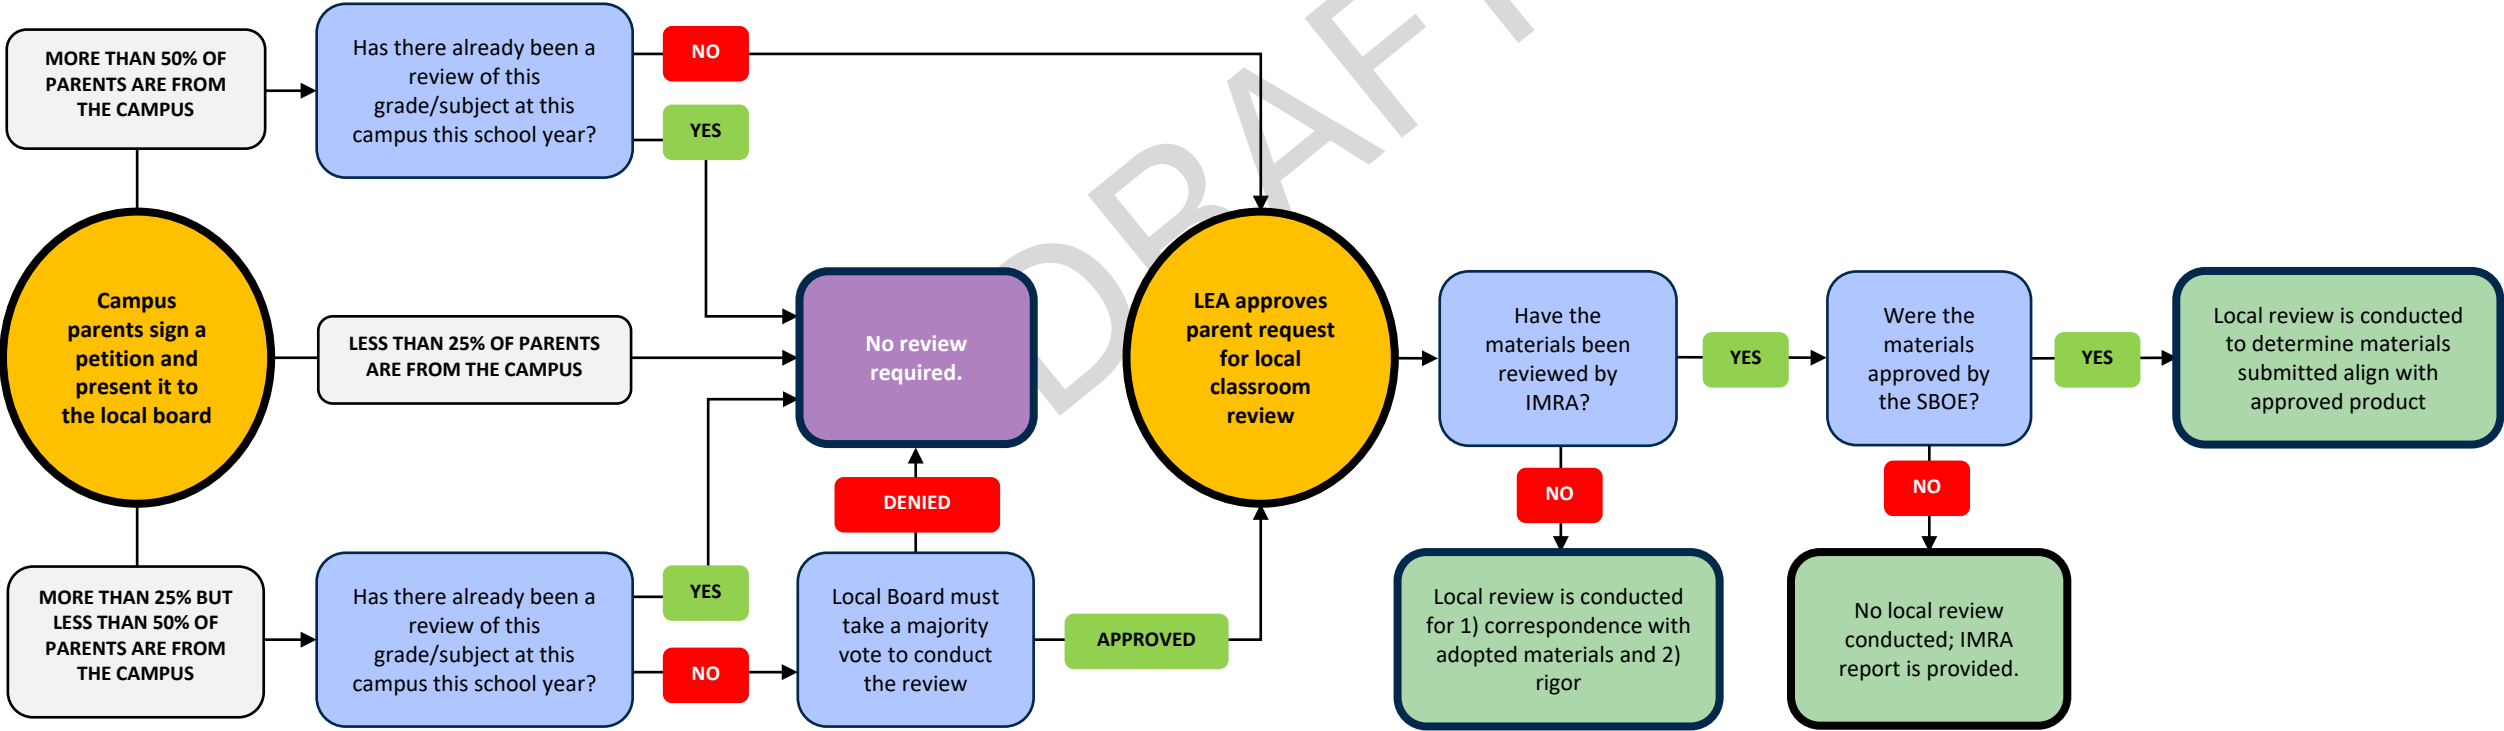 MORE THAN 50% OF
PARENTS ARE FROM
THE CAMPUS
Has there already been a
review of this
grade/subject at this
campus this school year?
NO
YES
DRAFT
Campus
parents sign a
petition and
present it to
the local board
LESS THAN 25% OF PARENTS
ARE FROM THE CAMPUS
No review
required.
LEA approves
parent request
for local
classroom
review
Have the
materials been
reviewed by
IMRA?
YES
Were the
materials
approved by
the SBOE?
YES
Local review is conducted
to determine materials
submitted align with
approved product
DENIED
NO
NO
MORE THAN 25% BUT
LESS THAN 50% OF
PARENTS ARE FROM
THE CAMPUS
Has there already been a
review of this
grade/subject at this
campus this school year?
YES
NO
Local Board must
take a majority
vote to conduct
the review
APPROVED
Local review is conducted
for 1) correspondence with
adopted materials and 2)
rigor
No local review
conducted; IMRA
report is provided.